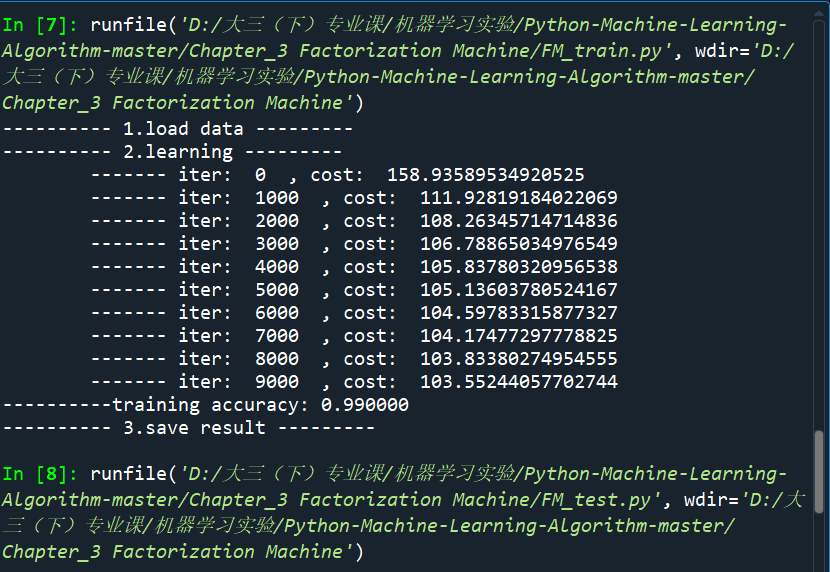 In [7]: runfile('D:/大三（下）专业课/机器学习实验/Python-Machine-Learning-
Algorithm-master/Chapter_3 Factorization Machine/FM_train.py', wdir='D:/
大三（下）专业课/机器学习实验/Python-Machine-Learning-Algorithm-master/
Chapter_3 Factorization Machine')
---------- 1.load data ---------
---------- 2.learning ---------
------- iter:  0  , cost:  158.93589534920525
------- iter:  1000  , cost:  111.92819184022069
------- iter:  2000  , cost:  108.26345714714836
------- iter:  3000  , cost:  106.78865034976549
------- iter:  4000  , cost:  105.83780320956538
------- iter:  5000  , cost:  105.13603780524167
------- iter:  6000  , cost:  104.59783315877327
------- iter:  7000  , cost:  104.17477297778825
------- iter:  8000  , cost:  103.83380274954555
------- iter:  9000  , cost:  103.55244057702744
----------training accuracy: 0.990000
---------- 3.save result ---------
In [8]: runfile('D:/大三（下）专业课/机器学习实验/Python-Machine-Learning-
Algorithm-master/Chapter_3 Factorization Machine/FM_test.py', wdir='D:/大
三（下）专业课/机器学习实验/Python-Machine-Learning-Algorithm-master/
Chapter_3 Factorization Machine')